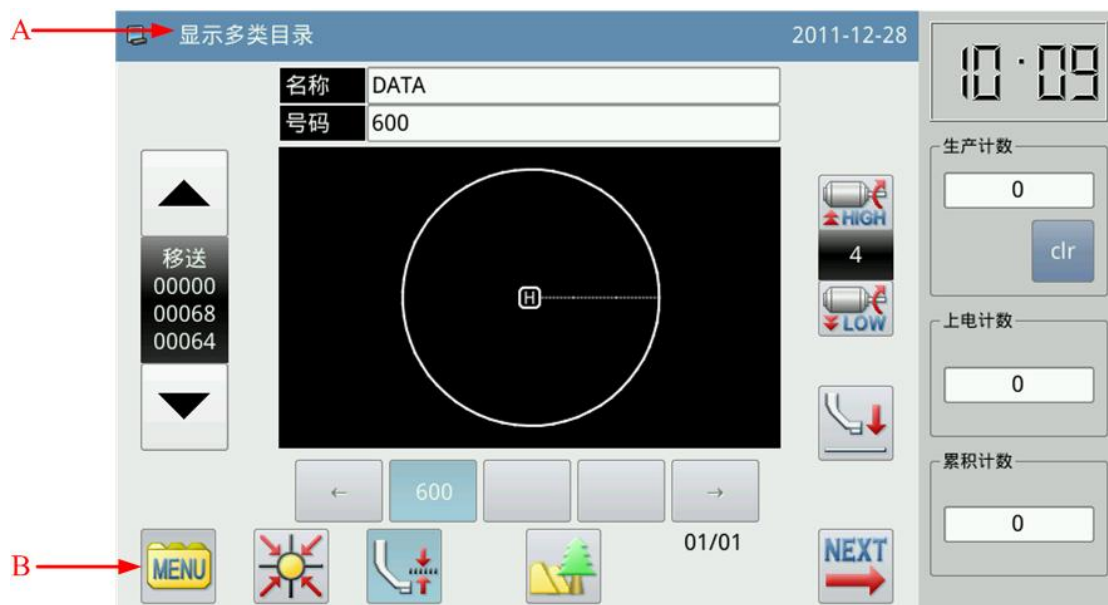 A
显示多类目录
2011-12-28
10:09
名称
DATA
号码
600
生产计数
0
clr
移送
00000
00068
00064
H
HIGH
4
LOW
上电计数
0
←
600
→
01/01
累积计数
0
B
MENU
NEXT